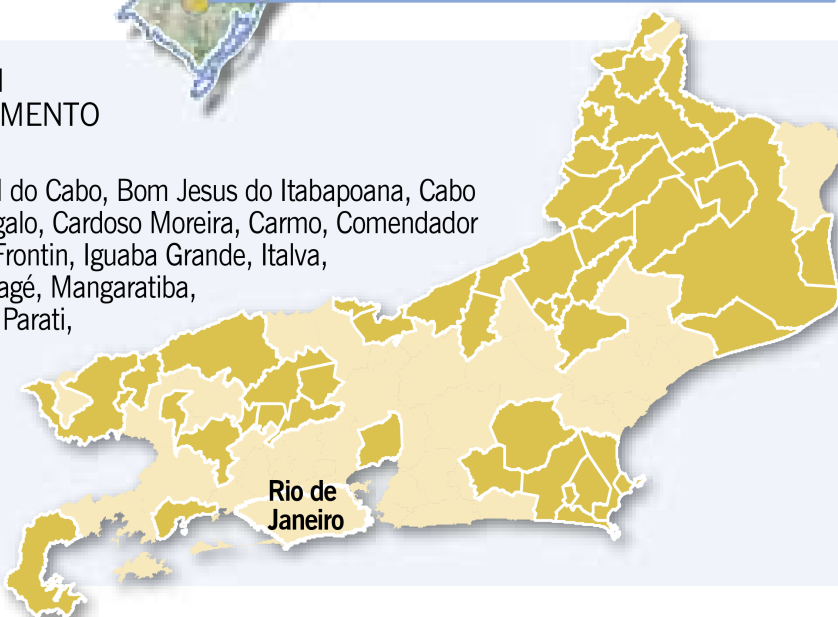 MENTO
do Cabo, Bom Jesus do Itabapoana, Cabo
galo, Cardoso Moreira, Carmo, Comendador
Frontin, Iguaba Grande, Italva,
agé, Mangaratiba,
Parati,
Rio de
Janeiro